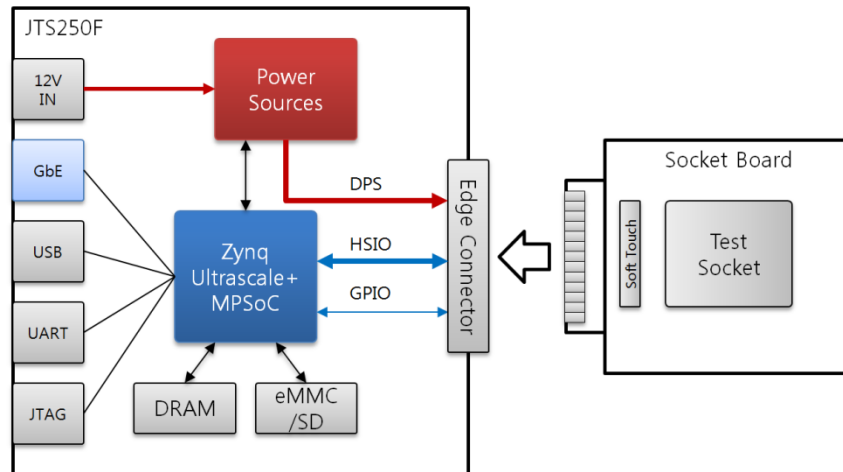 JTS250F
12V
IN
Power
Sources
GbE
DPS
Edge Connector
Socket Board
USB
Zynq
Ultrascale+
MPSoC
HSIO
GPIO
Soft Touch
Test
Socket
UART
JTAG
DRAM
eMMC
/SD